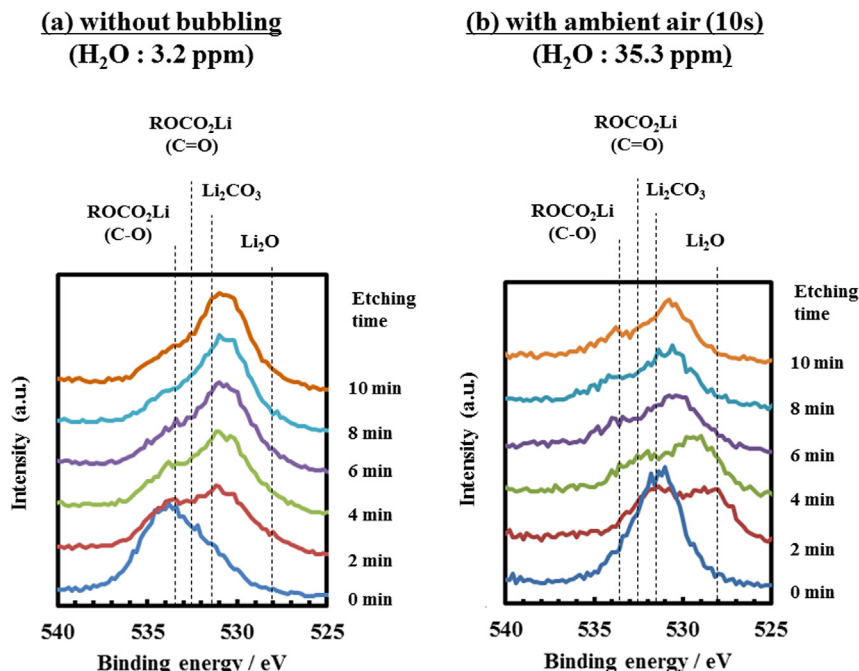 (a) without bubbling
(H₂O : 3.2 ppm)
ROCO₂Li
(C=O)
Li₂CO₃
ROCO₂Li
(C-O)
Li₂O
Etching
time
10 min
8 min
6 min
4 min
2 min
0 min
Intensity (a.u.)
540
535
530
525
Binding energy / eV
(b) with ambient air (10s)
(H₂O : 35.3 ppm)
ROCO₂Li
(C=O)
Li₂CO₃
ROCO₂Li
(C-O)
Li₂O
Etching
time
10 min
8 min
6 min
4 min
2 min
0 min
Intensity (a.u.)
540
535
530
525
Binding energy / eV